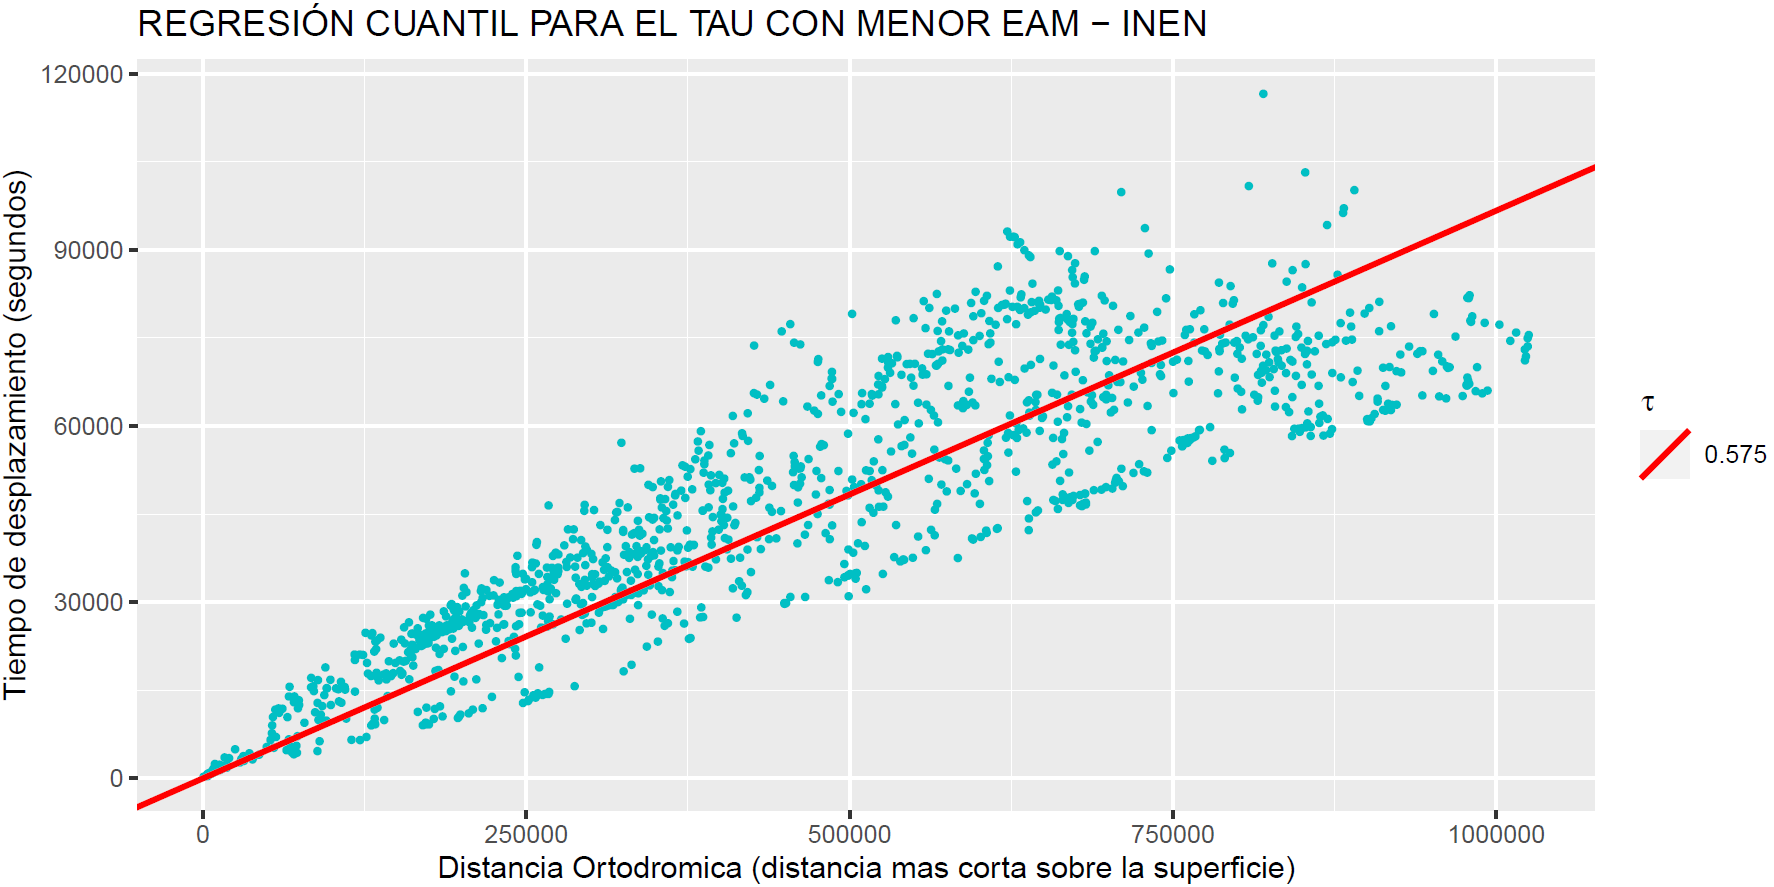 REGRESIÓN CUANTIL PARA EL TAU CON MENOR EAM − INEN
Tiempo de desplazamiento (segundos)
120000
90000
60000
30000
0
0 250000 500000 750000 1000000
Distancia Ortodromica (distancia mas corta sobre la superficie)
τ
0.575